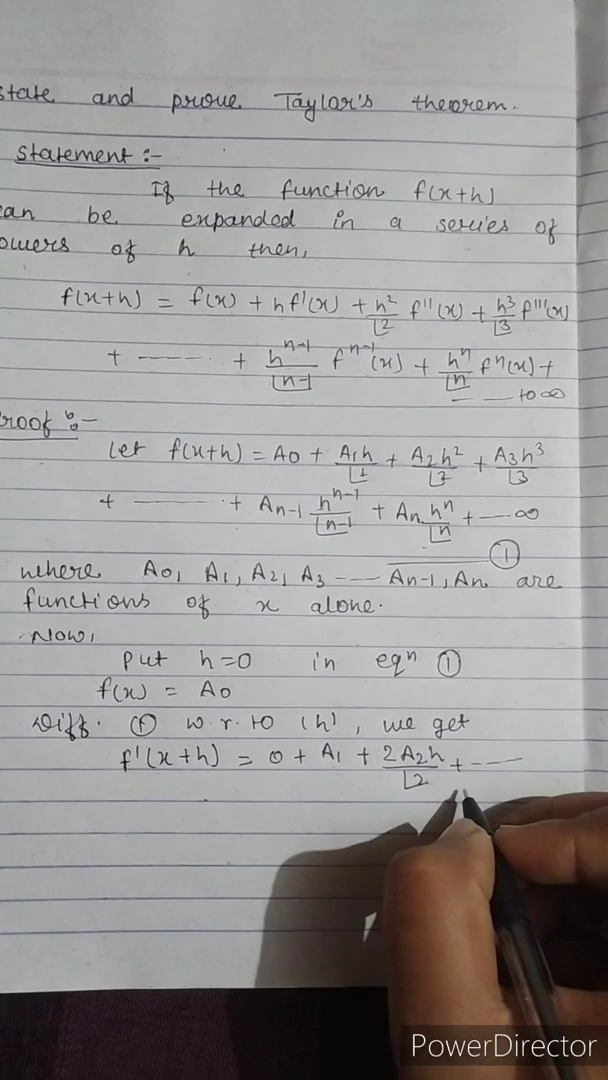 state and prove Taylor's theorem.
Statement :-
If the function f(x+h)
can be expanded in a series of
powers of h then,
f(x+h) = f(x) + h f'(x) + h²/⌊2 f''(x) + h³/⌊3 f'''(x)
+ ------ + hⁿ⁻¹/⌊n-1 fⁿ⁻¹(x) + hⁿ/⌊n fⁿ(x) +
--- to ∞
Proof :-
Let f(x+h) = A0 + A1h/⌊1 + A2h²/⌊2 + A3h³/⌊3
+ ------ + An-1 hⁿ⁻¹/⌊n-1 + An hⁿ/⌊n + --- ∞
①
where A0, A1, A2, A3 --- An-1, An are
functions of x alone.
Now,
put h=0 in eqⁿ ①
f(x) = A0
Diff. ① w.r.to 'h', we get
f'(x+h) = 0 + A1 + 2A2h/⌊2 + ---
PowerDirector